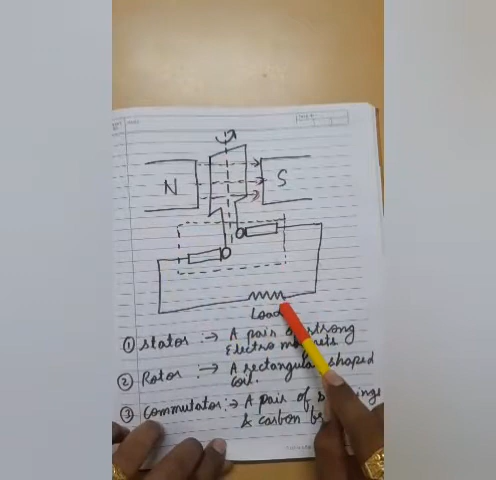 N
S
Load
① Stator :→ A pair of strong
Electro magnets
② Rotor :→ A rectangular shaped
coil.
③ Commutator :→ A pair of
& carbon